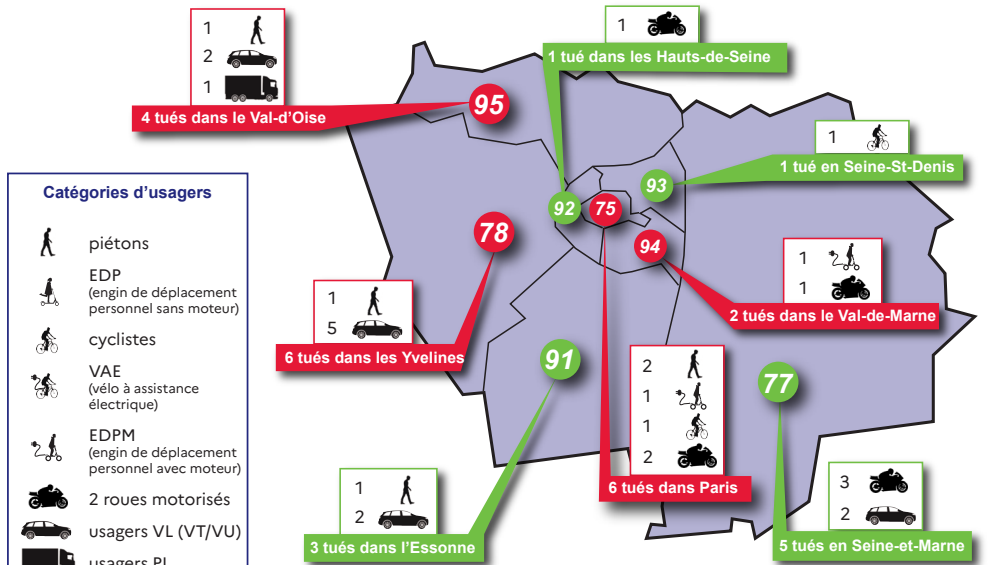 1
1 tué dans les Hauts-de-Seine
1
2
1
4 tués dans le Val-d'Oise
95
1
1 tué en Seine-St-Denis
93
92
75
94
78
1
1
2 tués dans le Val-de-Marne
1
5
6 tués dans les Yvelines
91
2
1
1
2
6 tués dans Paris
77
1
2
3 tués dans l'Essonne
3
2
5 tués en Seine-et-Marne
Catégories d'usagers
piétons
EDP
(engin de déplacement
personnel sans moteur)
cyclistes
VAE
(vélo à assistance
électrique)
EDPM
(engin de déplacement
personnel avec moteur)
2 roues motorisés
usagers VL (VT/VU)
usagers PL